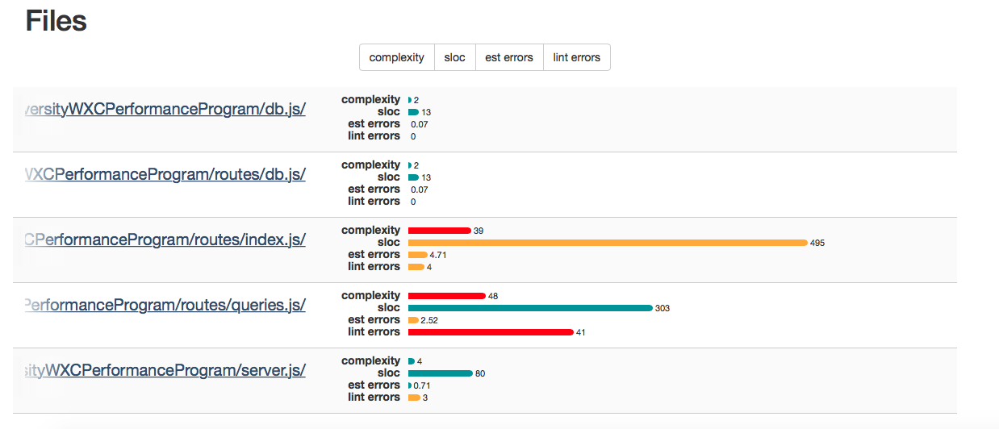 Files
complexity sloc est errors lint errors
versityWXCPerformanceProgram/db.js/
complexity 2
sloc 13
est errors 0.07
lint errors 0
WXCPerformanceProgram/routes/db.js/
complexity 2
sloc 13
est errors 0.07
lint errors 0
CPerformanceProgram/routes/index.js/
complexity 39
sloc 495
est errors 4.71
lint errors 4
PerformanceProgram/routes/queries.js/
complexity 48
sloc 303
est errors 2.52
lint errors 41
sityWXCPerformanceProgram/server.js/
complexity 4
sloc 80
est errors 0.71
lint errors 3